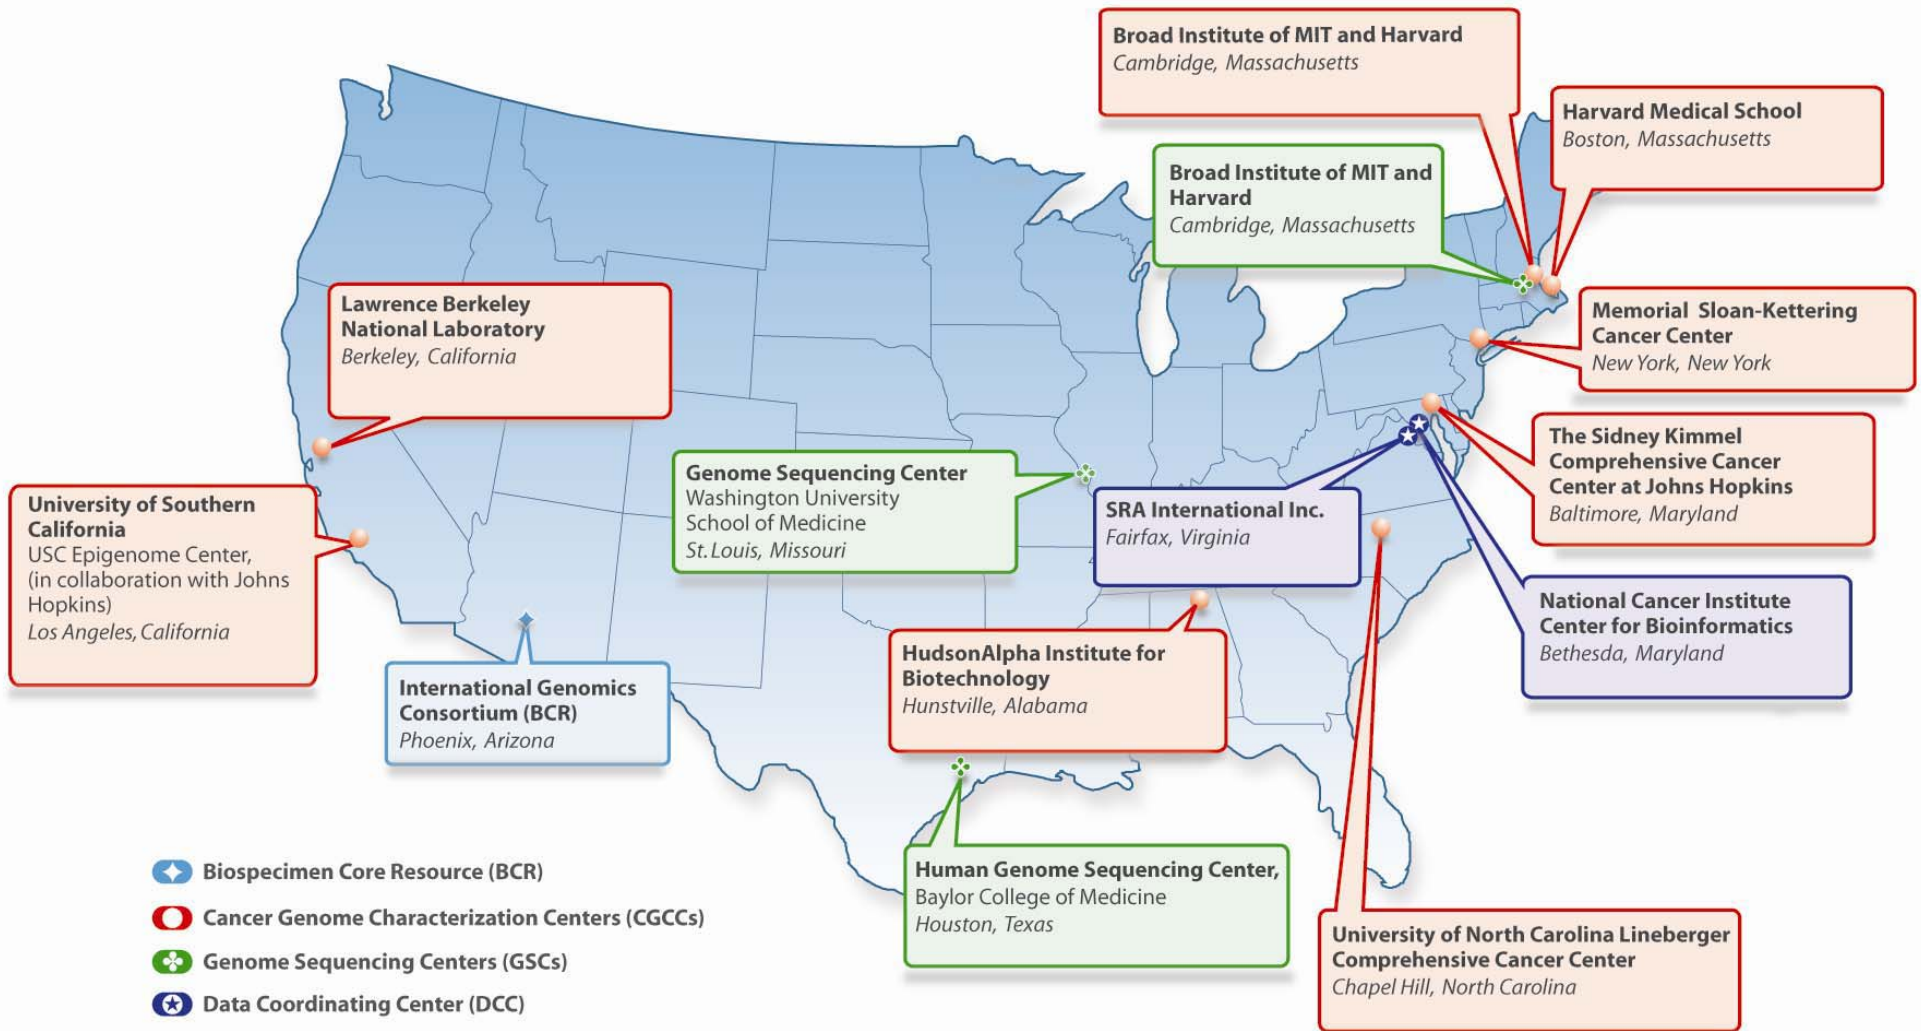 Broad Institute of MIT and Harvard
Cambridge, Massachusetts
Harvard Medical School
Boston, Massachusetts
Broad Institute of MIT and
Harvard
Cambridge, Massachusetts
Lawrence Berkeley
National Laboratory
Berkeley, California
Memorial Sloan-Kettering
Cancer Center
New York, New York
The Sidney Kimmel
Comprehensive Cancer
Center at Johns Hopkins
Baltimore, Maryland
Genome Sequencing Center
Washington University
School of Medicine
St. Louis, Missouri
SRA International Inc.
Fairfax, Virginia
University of Southern
California
USC Epigenome Center,
(in collaboration with Johns
Hopkins)
Los Angeles, California
National Cancer Institute
Center for Bioinformatics
Bethesda, Maryland
HudsonAlpha Institute for
Biotechnology
Hunstville, Alabama
International Genomics
Consortium (BCR)
Phoenix, Arizona
Human Genome Sequencing Center,
Baylor College of Medicine
Houston, Texas
University of North Carolina Lineberger
Comprehensive Cancer Center
Chapel Hill, North Carolina
Biospecimen Core Resource (BCR)
Cancer Genome Characterization Centers (CGCCs)
Genome Sequencing Centers (GSCs)
Data Coordinating Center (DCC)